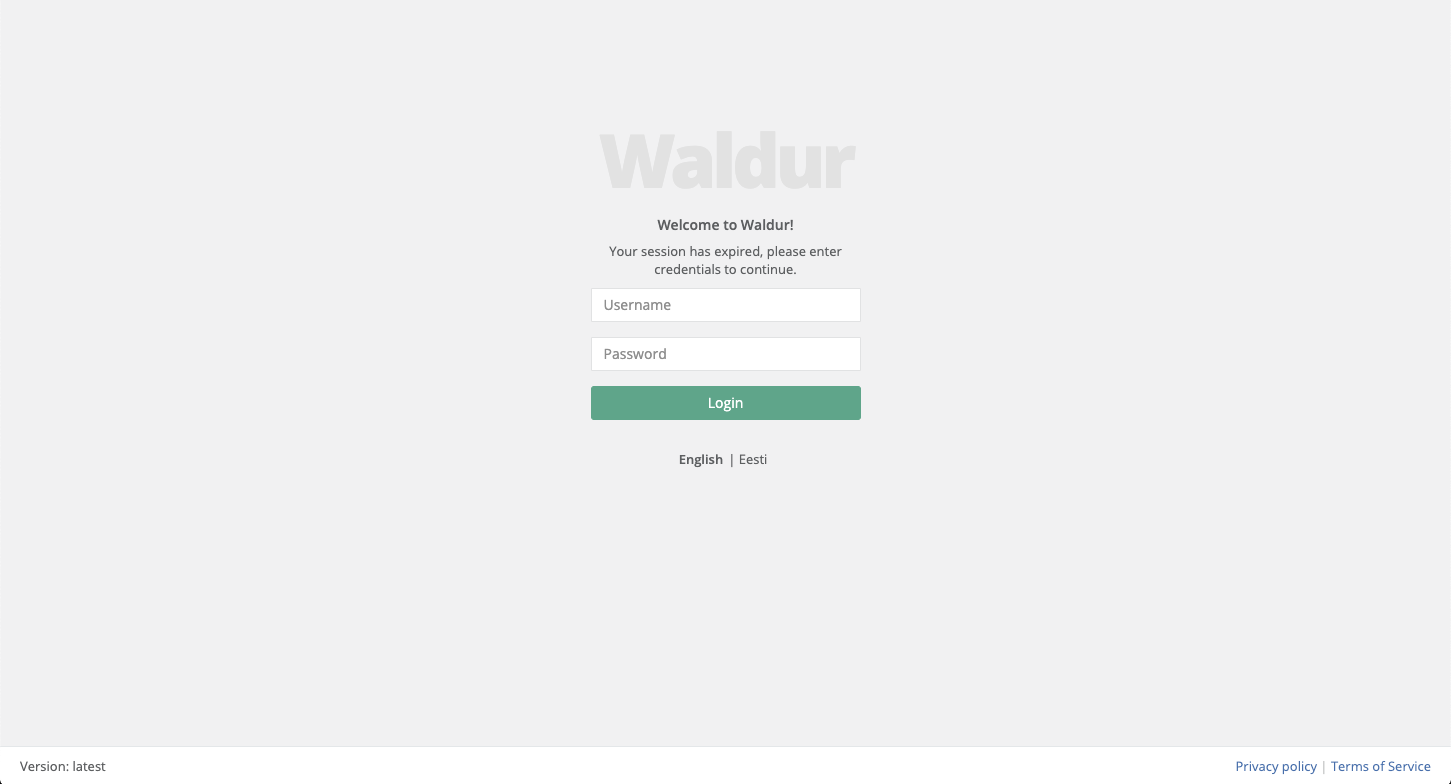 Waldur
Welcome to Waldur!
Your session has expired, please enter
credentials to continue.
Username
Password
Login
English | Eesti
Version: latest
Privacy policy | Terms of Service